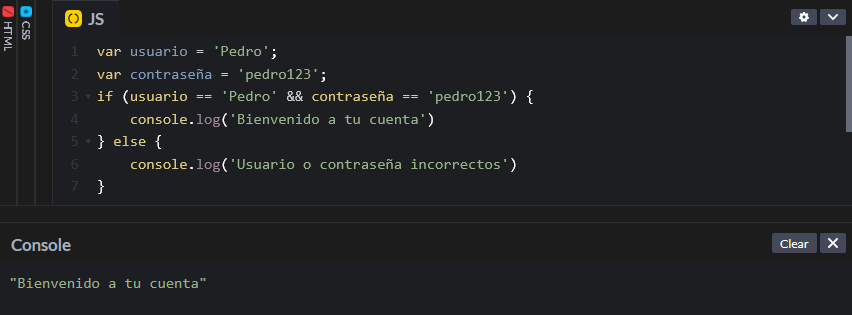 HTML
CSS
JS
1 var usuario = 'Pedro';
2 var contraseña = 'pedro123';
3 if (usuario == 'Pedro' && contraseña == 'pedro123') {
4 console.log('Bienvenido a tu cuenta')
5 } else {
6 console.log('Usuario o contraseña incorrectos')
7 }
Console
Clear
"Bienvenido a tu cuenta"